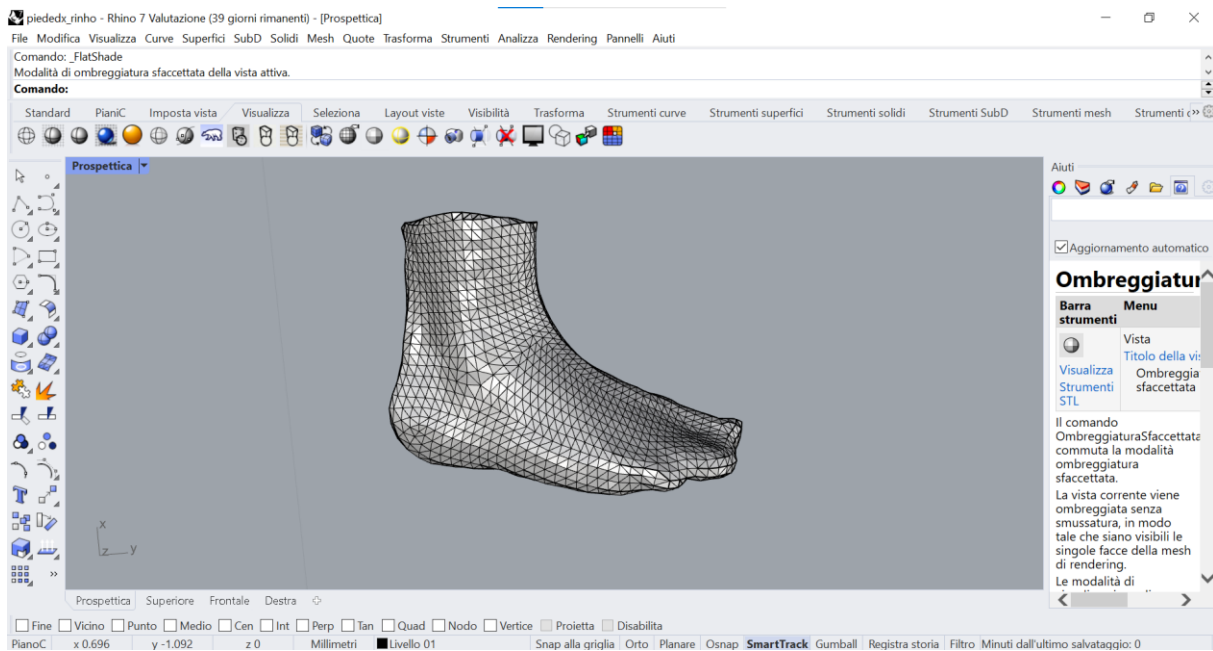 piededx_rinho - Rhino 7 Valutazione (39 giorni rimanenti) - [Prospettica]
File Modifica Visualizza Curve Superfici SubD Solidi Mesh Quote Trasforma Strumenti Analizza Rendering Pannelli Aiuti
Comando: _FlatShade
Modalità di ombreggiatura sfaccettata della vista attiva.
Comando:
Standard PianiC Imposta vista Visualizza Seleziona Layout viste Visibilità Trasforma Strumenti curve Strumenti superfici Strumenti solidi Strumenti SubD Strumenti mesh Strumenti
Prospettica
Aiuti
Aggiornamento automatico
Ombreggiatur
Barra strumenti Menu
Vista
Titolo della vis
Visualizza Ombreggia
Strumenti sfaccettata
STL
Il comando
OmbreggiaturaSfaccettata
commuta la modalità
ombreggiatura
sfaccettata.
La vista corrente viene
ombreggiata senza
smussatura, in modo
tale che siano visibili le
singole facce della mesh
di rendering.
Le modalità di
x
z y
Prospettica Superiore Frontale Destra
Fine Vicino Punto Medio Cen Int Perp Tan Quad Nodo Vertice Proietta Disabilita
PianoC x 0.696 y -1.092 z 0 Millimetri Livello 01 Snap alla griglia Orto Planare Osnap SmartTrack Gumball Registra storia Filtro Minuti dall'ultimo salvataggio: 0